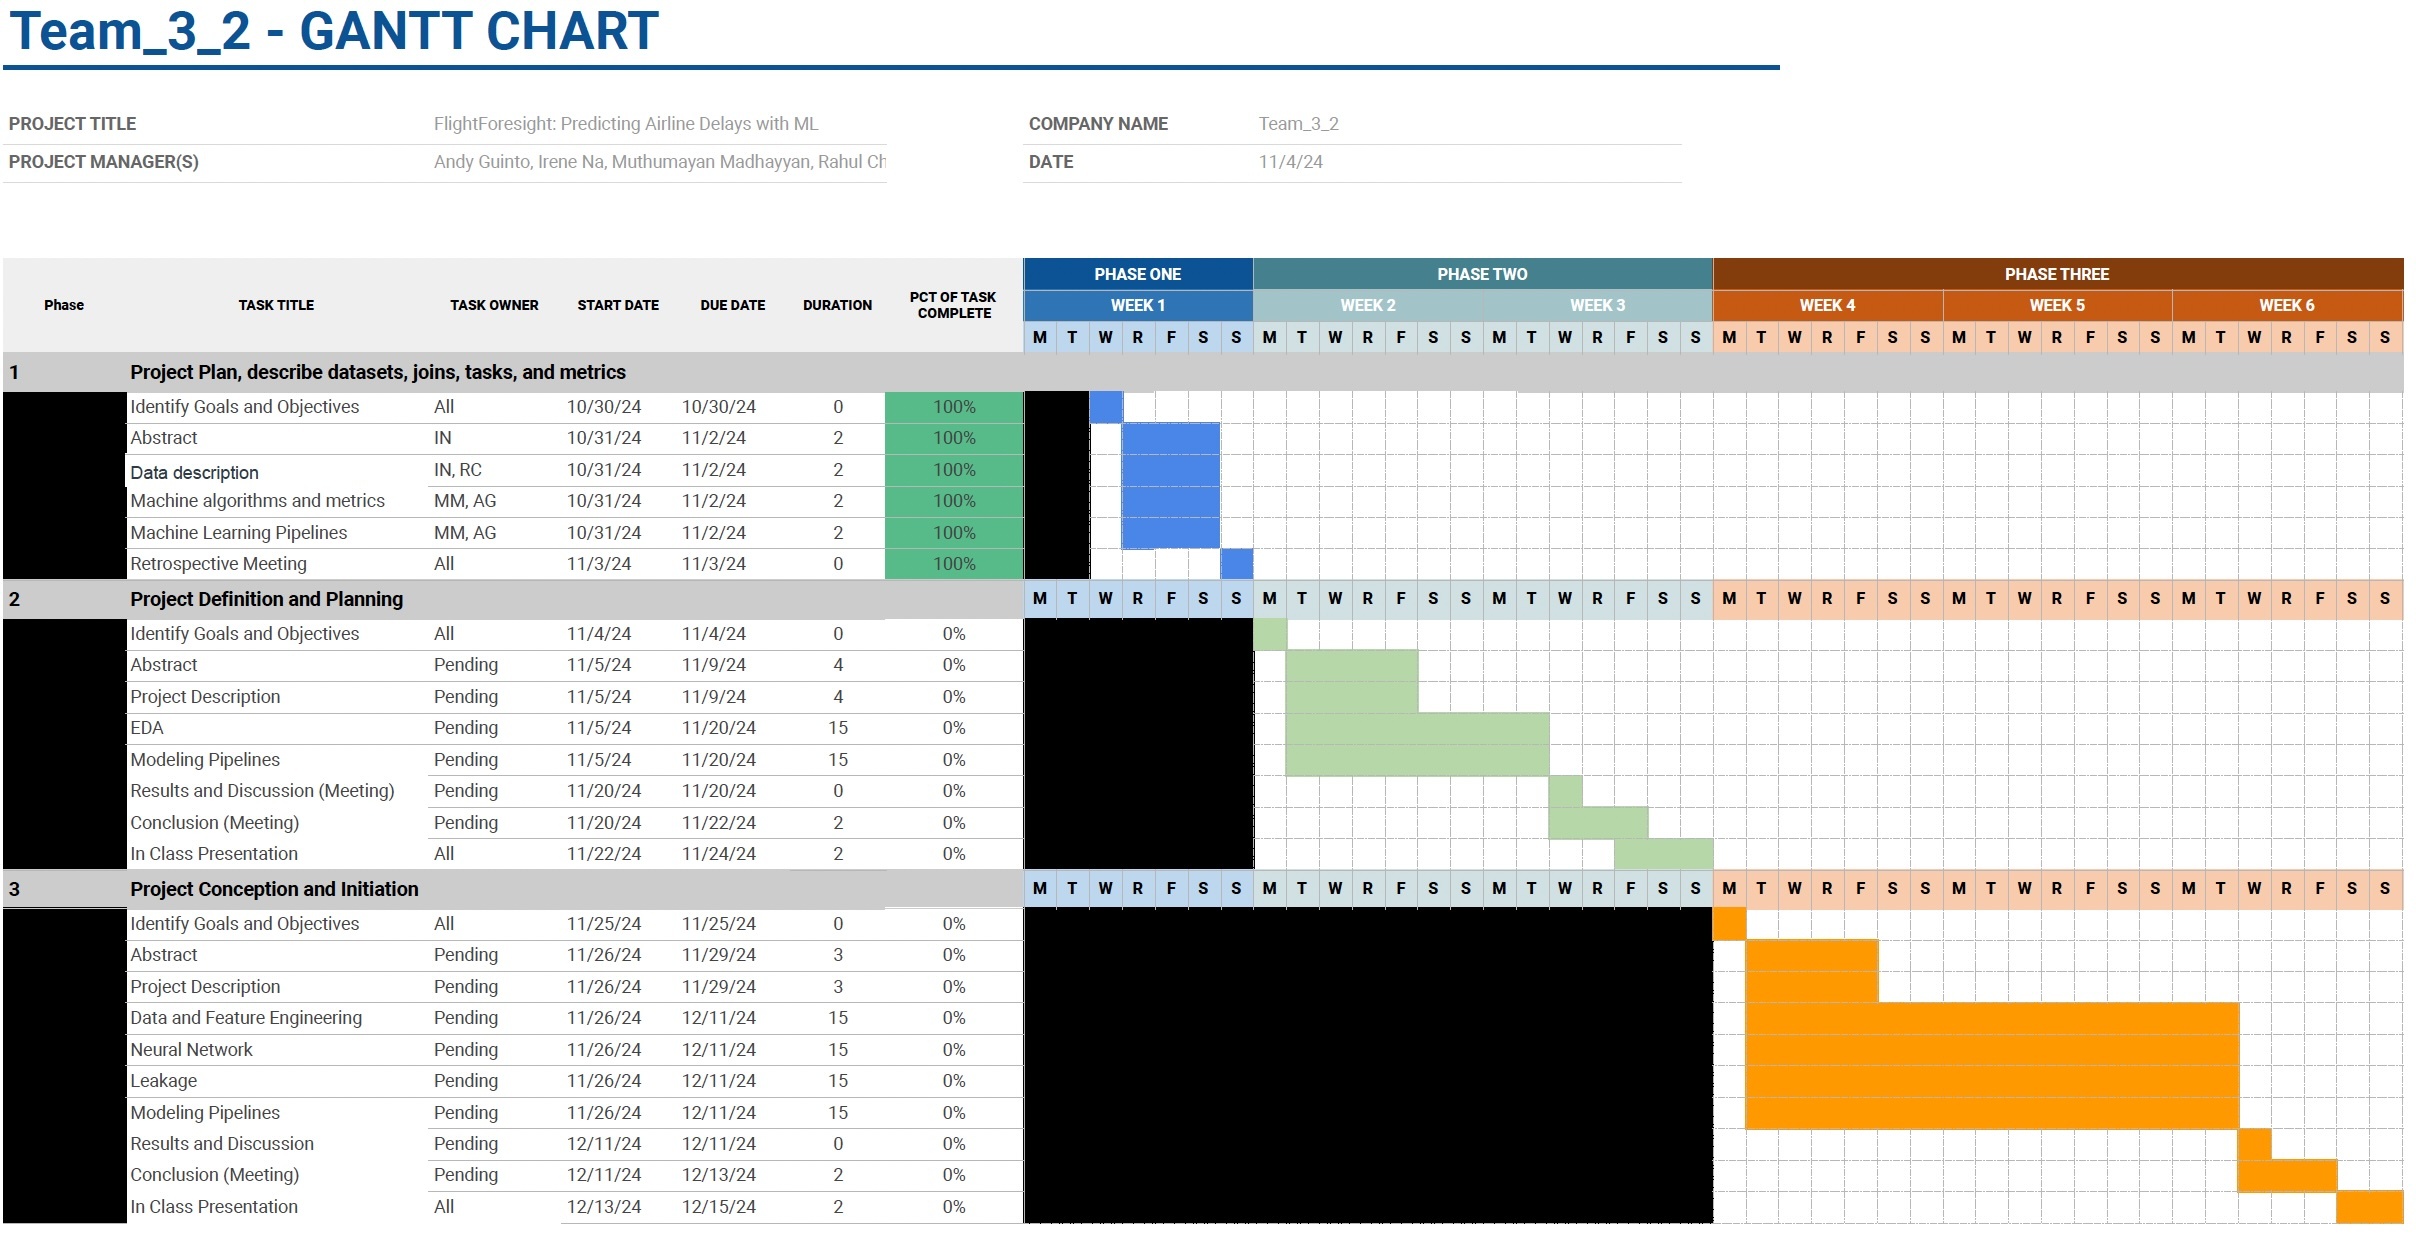 Team_3_2 - GANTT CHART
PROJECT TITLE FlightForesight: Predicting Airline Delays with ML COMPANY NAME Team_3_2
PROJECT MANAGER(S) Andy Guinto, Irene Na, Muthumayan Madhayyan, Rahul Ch DATE 11/4/24
PHASE ONE PHASE TWO PHASE THREE
Phase TASK TITLE TASK OWNER START DATE DUE DATE DURATION PCT OF TASK COMPLETE WEEK 1 WEEK 2 WEEK 3 WEEK 4 WEEK 5 WEEK 6
M T W R F S S M T W R F S S M T W R F S S M T W R F S S M T W R F S S M T W R F S S
1 Project Plan, describe datasets, joins, tasks, and metrics
Identify Goals and Objectives All 10/30/24 10/30/24 0 100%
Abstract IN 10/31/24 11/2/24 2 100%
Data description IN, RC 10/31/24 11/2/24 2 100%
Machine algorithms and metrics MM, AG 10/31/24 11/2/24 2 100%
Machine Learning Pipelines MM, AG 10/31/24 11/2/24 2 100%
Retrospective Meeting All 11/3/24 11/3/24 0 100%
2 Project Definition and Planning M T W R F S S M T W R F S S M T W R F S S M T W R F S S M T W R F S S M T W R F S S
Identify Goals and Objectives All 11/4/24 11/4/24 0 0%
Abstract Pending 11/5/24 11/9/24 4 0%
Project Description Pending 11/5/24 11/9/24 4 0%
EDA Pending 11/5/24 11/20/24 15 0%
Modeling Pipelines Pending 11/5/24 11/20/24 15 0%
Results and Discussion (Meeting) Pending 11/20/24 11/20/24 0 0%
Conclusion (Meeting) Pending 11/20/24 11/22/24 2 0%
In Class Presentation All 11/22/24 11/24/24 2 0%
3 Project Conception and Initiation M T W R F S S M T W R F S S M T W R F S S M T W R F S S M T W R F S S M T W R F S S
Identify Goals and Objectives All 11/25/24 11/25/24 0 0%
Abstract Pending 11/26/24 11/29/24 3 0%
Project Description Pending 11/26/24 11/29/24 3 0%
Data and Feature Engineering Pending 11/26/24 12/11/24 15 0%
Neural Network Pending 11/26/24 12/11/24 15 0%
Leakage Pending 11/26/24 12/11/24 15 0%
Modeling Pipelines Pending 11/26/24 12/11/24 15 0%
Results and Discussion Pending 12/11/24 12/11/24 0 0%
Conclusion (Meeting) Pending 12/11/24 12/13/24 2 0%
In Class Presentation All 12/13/24 12/15/24 2 0%